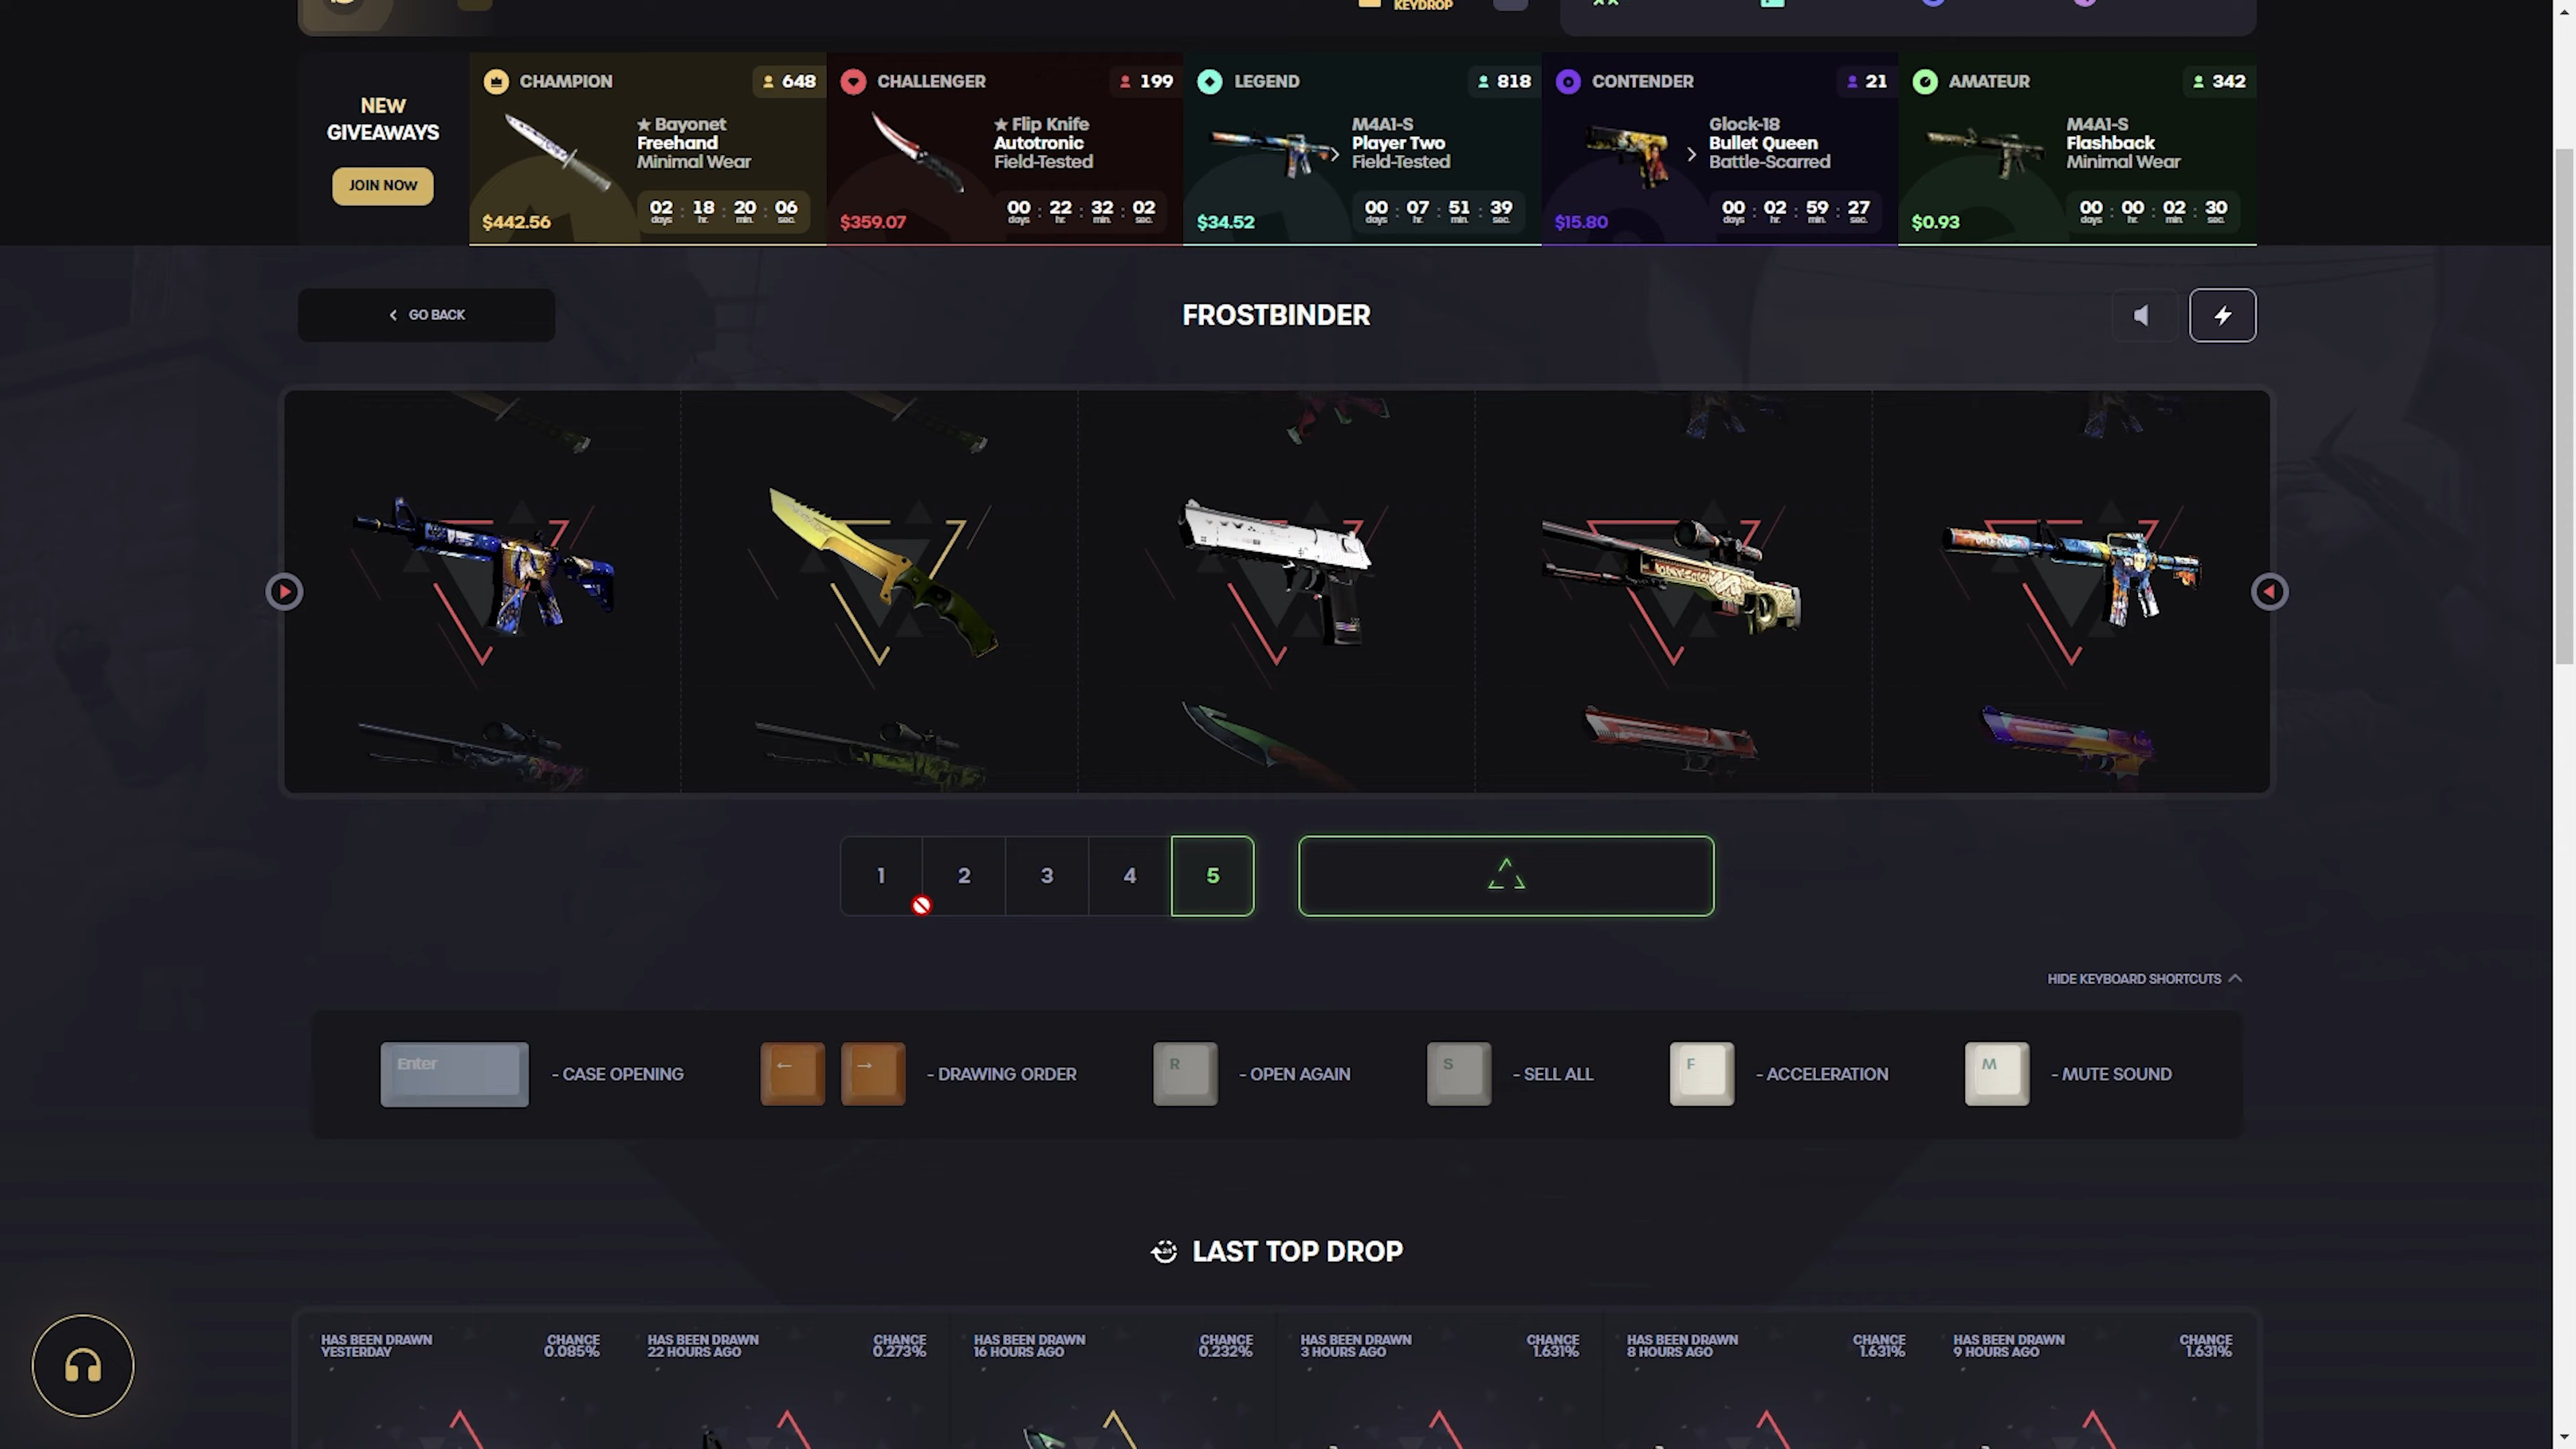 KEYDROP
NEW
GIVEAWAYS
JOIN NOW
CHAMPION 648
★ Bayonet
Freehand
Minimal Wear
$442.56
02 : 18 : 20 : 06
days hr. min. sec.
CHALLENGER 199
★ Flip Knife
Autotronic
Field-Tested
$359.07
00 : 22 : 32 : 02
days hr. min. sec.
LEGEND 818
M4A1-S
Player Two
Field-Tested
$34.52
00 : 07 : 51 : 39
days hr. min. sec.
CONTENDER 21
Glock-18
Bullet Queen
Battle-Scarred
$15.80
00 : 02 : 59 : 27
days hr. min. sec.
AMATEUR 342
M4A1-S
Flashback
Minimal Wear
$0.93
00 : 00 : 02 : 30
days hr. min. sec.
GO BACK
FROSTBINDER
1 2 3 4 5
HIDE KEYBOARD SHORTCUTS
Enter - CASE OPENING
← → - DRAWING ORDER
R - OPEN AGAIN
S - SELL ALL
F - ACCELERATION
M - MUTE SOUND
LAST TOP DROP
HAS BEEN DRAWN
YESTERDAY
CHANCE
0.085%
HAS BEEN DRAWN
22 HOURS AGO
CHANCE
0.273%
HAS BEEN DRAWN
16 HOURS AGO
CHANCE
0.232%
HAS BEEN DRAWN
3 HOURS AGO
CHANCE
1.631%
HAS BEEN DRAWN
8 HOURS AGO
CHANCE
1.631%
HAS BEEN DRAWN
9 HOURS AGO
CHANCE
1.631%